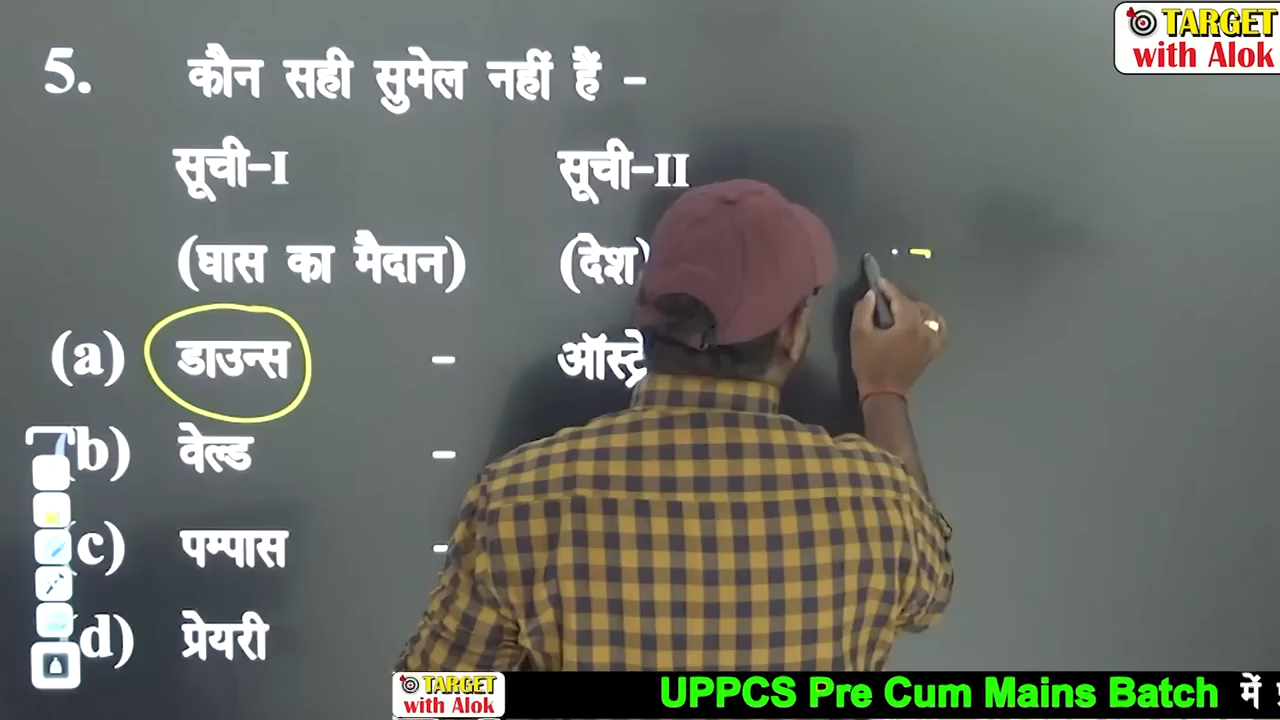 TARGET
with Alok
5. कौन सही सुमेल नहीं हैं -
सूची-I सूची-II
(घास का मैदान) (देश)
(a) डाउन्स - ऑस्ट्रे
(b) वेल्ड -
(c) पम्पास -
(d) प्रेयरी
TARGET
with Alok
UPPCS Pre Cum Mains Batch में